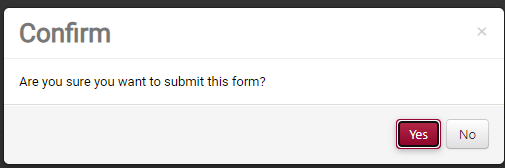 Confirm ×
Are you sure you want to submit this form?
Yes No